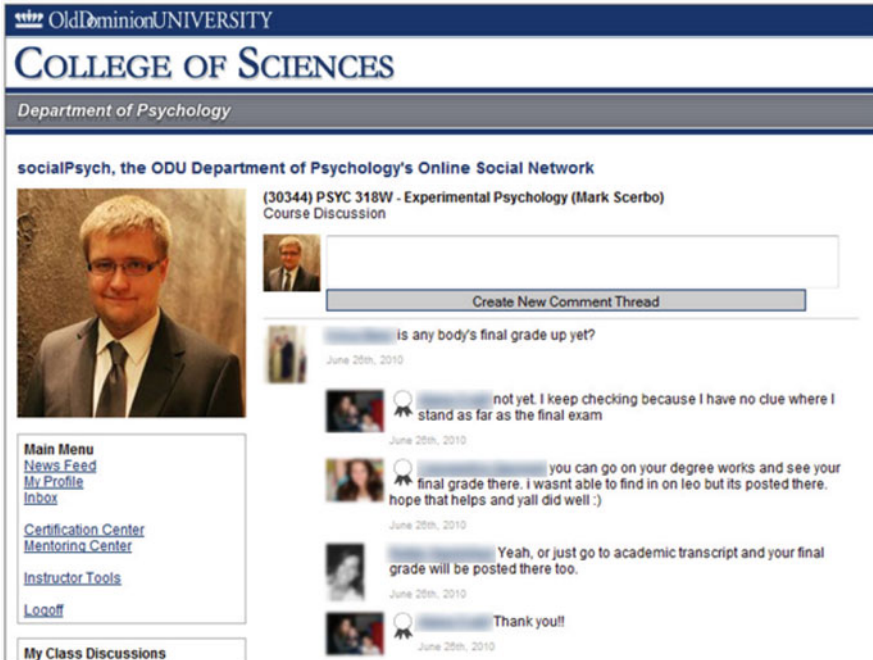 OldDominionUNIVERSITY
COLLEGE OF SCIENCES
Department of Psychology
socialPsych, the ODU Department of Psychology's Online Social Network
(30344) PSYC 318W - Experimental Psychology (Mark Scerbo)
Course Discussion
Create New Comment Thread
is any body's final grade up yet?
June 26th, 2010
not yet. I keep checking because I have no clue where I
stand as far as the final exam
June 26th, 2010
you can go on your degree works and see your
final grade there. i wasnt able to find in on leo but its posted there.
hope that helps and yall did well :)
June 26th, 2010
Yeah, or just go to academic transcript and your final
grade will be posted there too.
June 26th, 2010
Thank you!!
June 26th, 2010
Main Menu
News Feed
My Profile
Inbox
Certification Center
Mentoring Center
Instructor Tools
Logoff
My Class Discussions